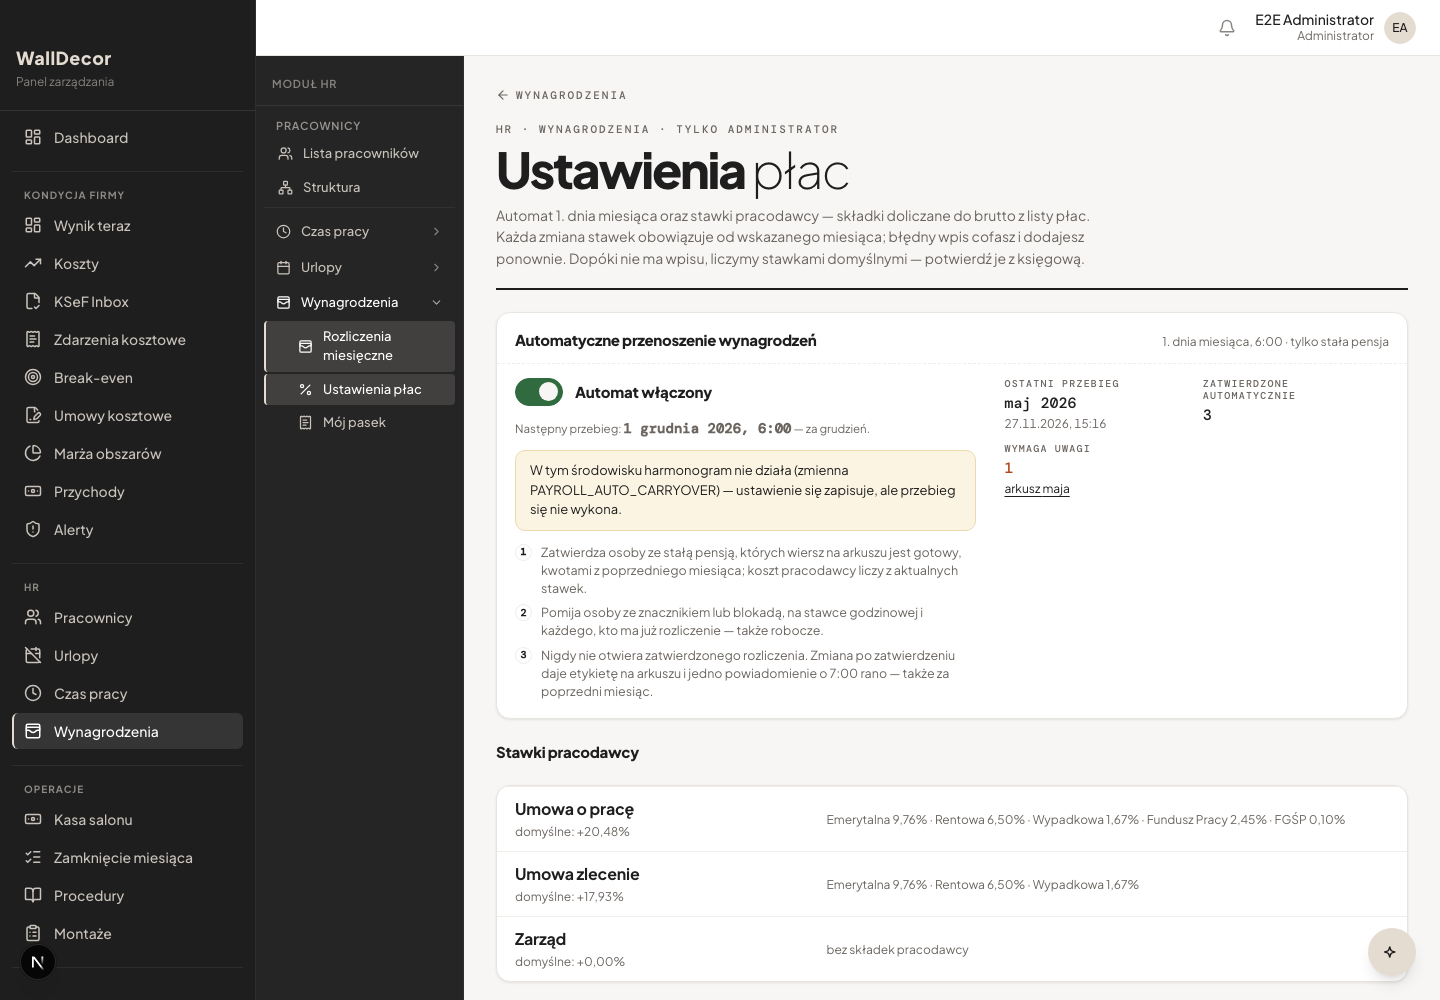 WallDecor
Panel zarządzania
Dashboard
KONDYCJA FIRMY
Wynik teraz
Koszty
KSeF Inbox
Zdarzenia kosztowe
Break-even
Umowy kosztowe
Marża obszarów
Przychody
Alerty
HR
Pracownicy
Urlopy
Czas pracy
Wynagrodzenia
OPERACJE
Kasa salonu
Zamknięcie miesiąca
Procedury
Montaże
N
MODUŁ HR
PRACOWNICY
Lista pracowników
Struktura
Czas pracy
Urlopy
Wynagrodzenia
Rozliczenia
miesięczne
Ustawienia płac
Mój pasek
E2E Administrator
Administrator
EA
← WYNAGRODZENIA
HR · WYNAGRODZENIA · TYLKO ADMINISTRATOR
Ustawienia płac
Automat 1. dnia miesiąca oraz stawki pracodawcy — składki doliczane do brutto z listy płac.
Każda zmiana stawek obowiązuje od wskazanego miesiąca; błędny wpis cofasz i dodajesz
ponownie. Dopóki nie ma wpisu, liczymy stawkami domyślnymi — potwierdź je z księgową.
Automatyczne przenoszenie wynagrodzeń
1. dnia miesiąca, 6:00 · tylko stała pensja
Automat włączony
Następny przebieg: 1 grudnia 2026, 6:00 — za grudzień.
W tym środowisku harmonogram nie działa (zmienna
PAYROLL_AUTO_CARRYOVER) — ustawienie się zapisuje, ale przebieg
się nie wykona.
1 Zatwierdza osoby ze stałą pensją, których wiersz na arkuszu jest gotowy,
kwotami z poprzedniego miesiąca; koszt pracodawcy liczy z aktualnych
stawek.
2 Pomija osoby ze znacznikiem lub blokadą, na stawce godzinowej i
każdego, kto ma już rozliczenie — także robocze.
3 Nigdy nie otwiera zatwierdzonego rozliczenia. Zmiana po zatwierdzeniu
daje etykietę na arkuszu i jedno powiadomienie o 7:00 rano — także za
poprzedni miesiąc.
OSTATNI PRZEBIEG
maj 2026
27.11.2026, 15:16
ZATWIERDZONE
AUTOMATYCZNIE
3
WYMAGA UWAGI
1
arkusz maja
Stawki pracodawcy
Umowa o pracę
domyślne: +20,48%
Emerytalna 9,76% · Rentowa 6,50% · Wypadkowa 1,67% · Fundusz Pracy 2,45% · FGŚP 0,10%
Umowa zlecenie
domyślne: +17,93%
Emerytalna 9,76% · Rentowa 6,50% · Wypadkowa 1,67%
Zarząd
domyślne: +0,00%
bez składek pracodawcy